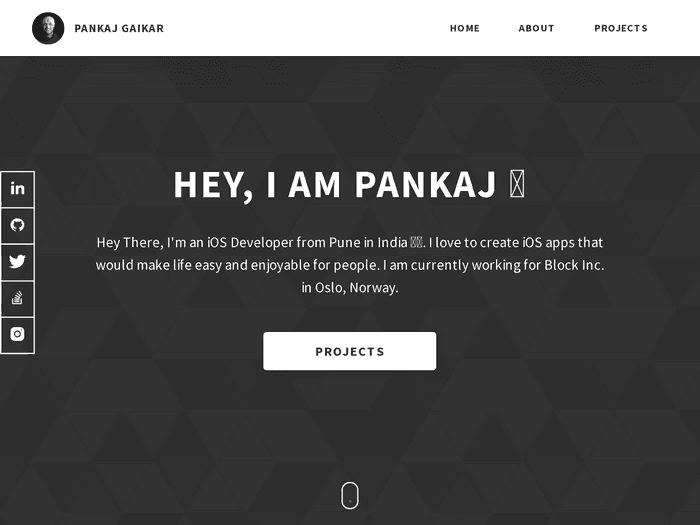 PANKAJ GAIKAR
HOME ABOUT PROJECTS
HEY, I AM PANKAJ
Hey There, I'm an iOS Developer from Pune in India . I love to create iOS apps that
would make life easy and enjoyable for people. I am currently working for Block Inc.
in Oslo, Norway.
in
PROJECTS